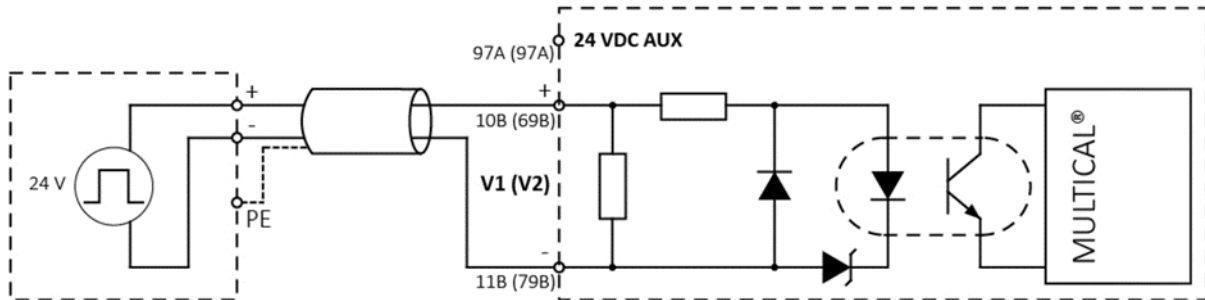 97A (97A)
24 VDC AUX
+
+
10B (69B)
-
24 V
V1 (V2)
PE
-
11B (79B)
MULTICAL®